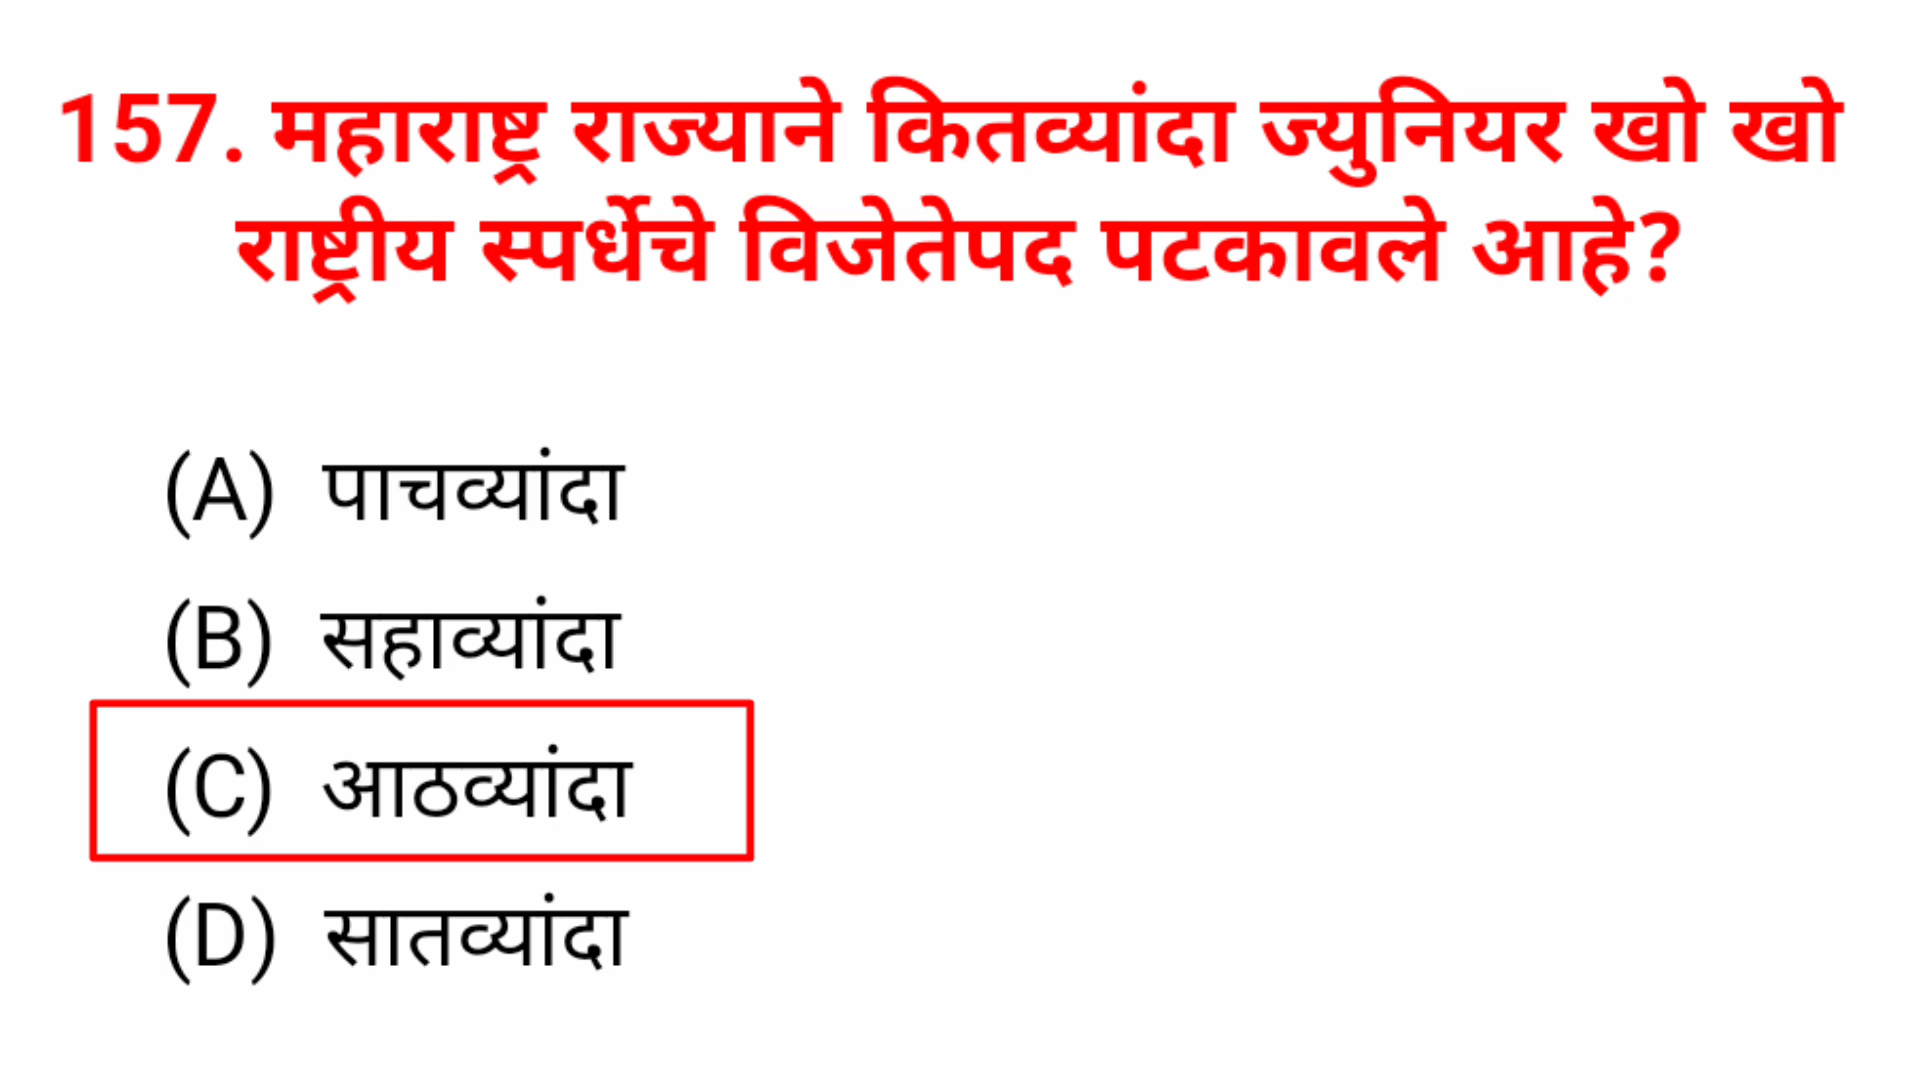 157. महाराष्ट्र राज्याने कितव्यांदा ज्युनियर खो खो
राष्ट्रीय स्पर्धेचे विजेतेपद पटकावले आहे?
(A) पाचव्यांदा
(B) सहाव्यांदा
(C) आठव्यांदा
(D) सातव्यांदा